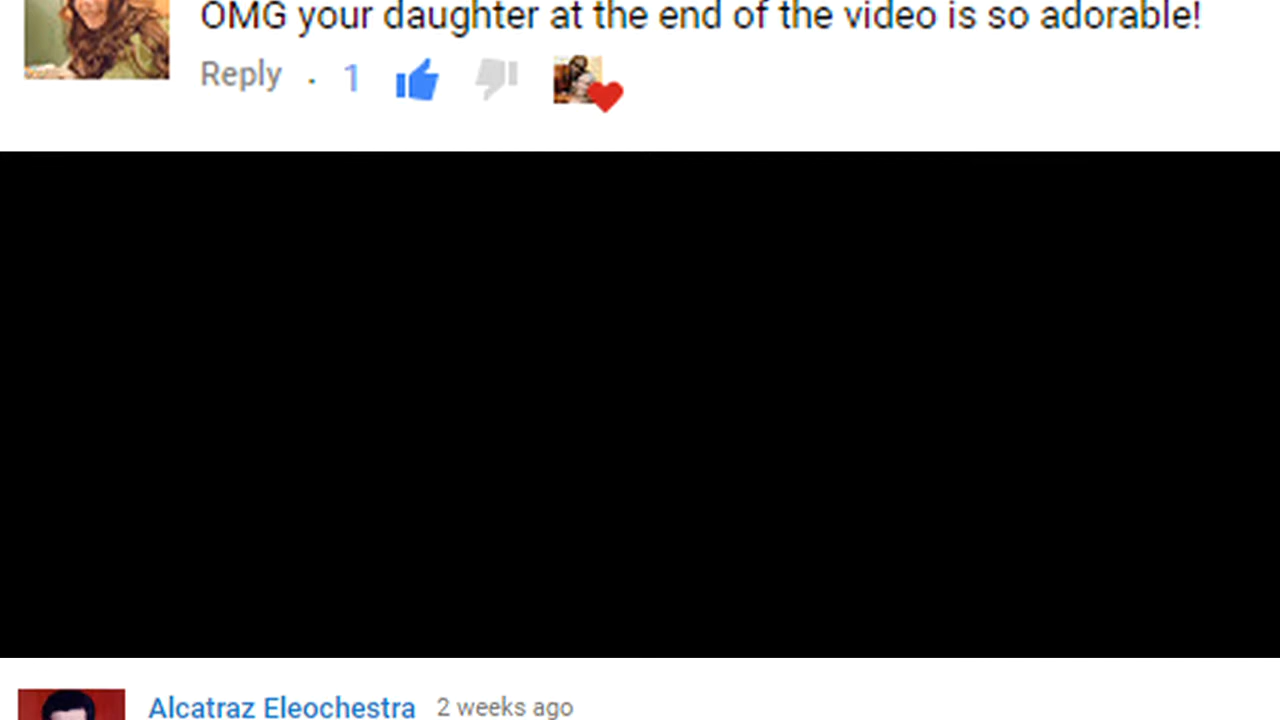 OMG your daughter at the end of the video is so adorable!
Reply · 1
Alcatraz Eleochestra 2 weeks ago